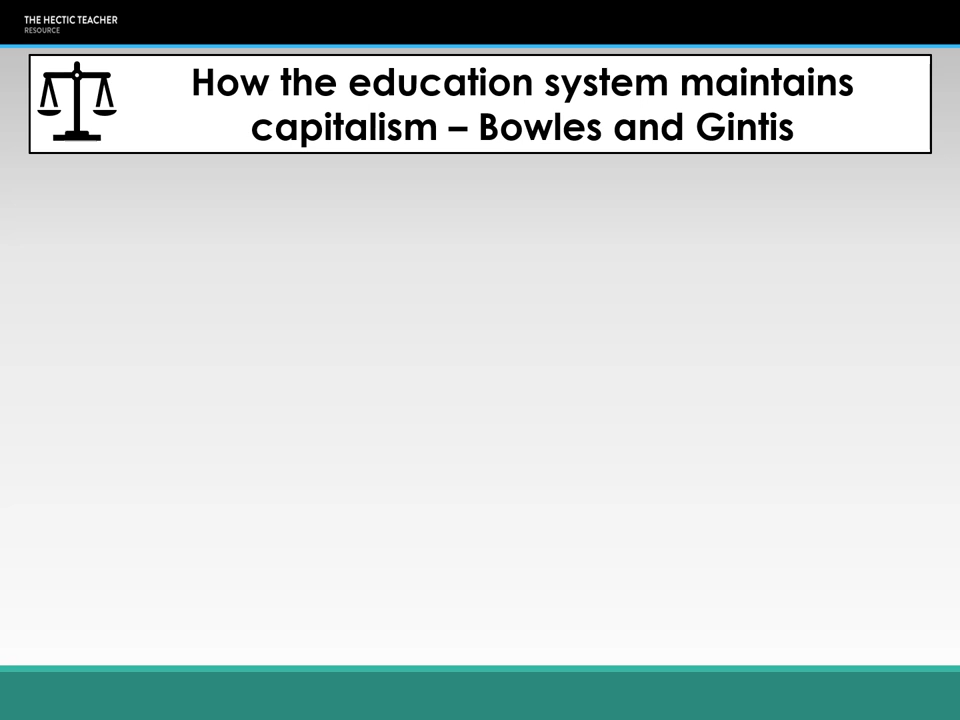 THE HECTIC TEACHER
RESOURCE
How the education system maintains
capitalism – Bowles and Gintis